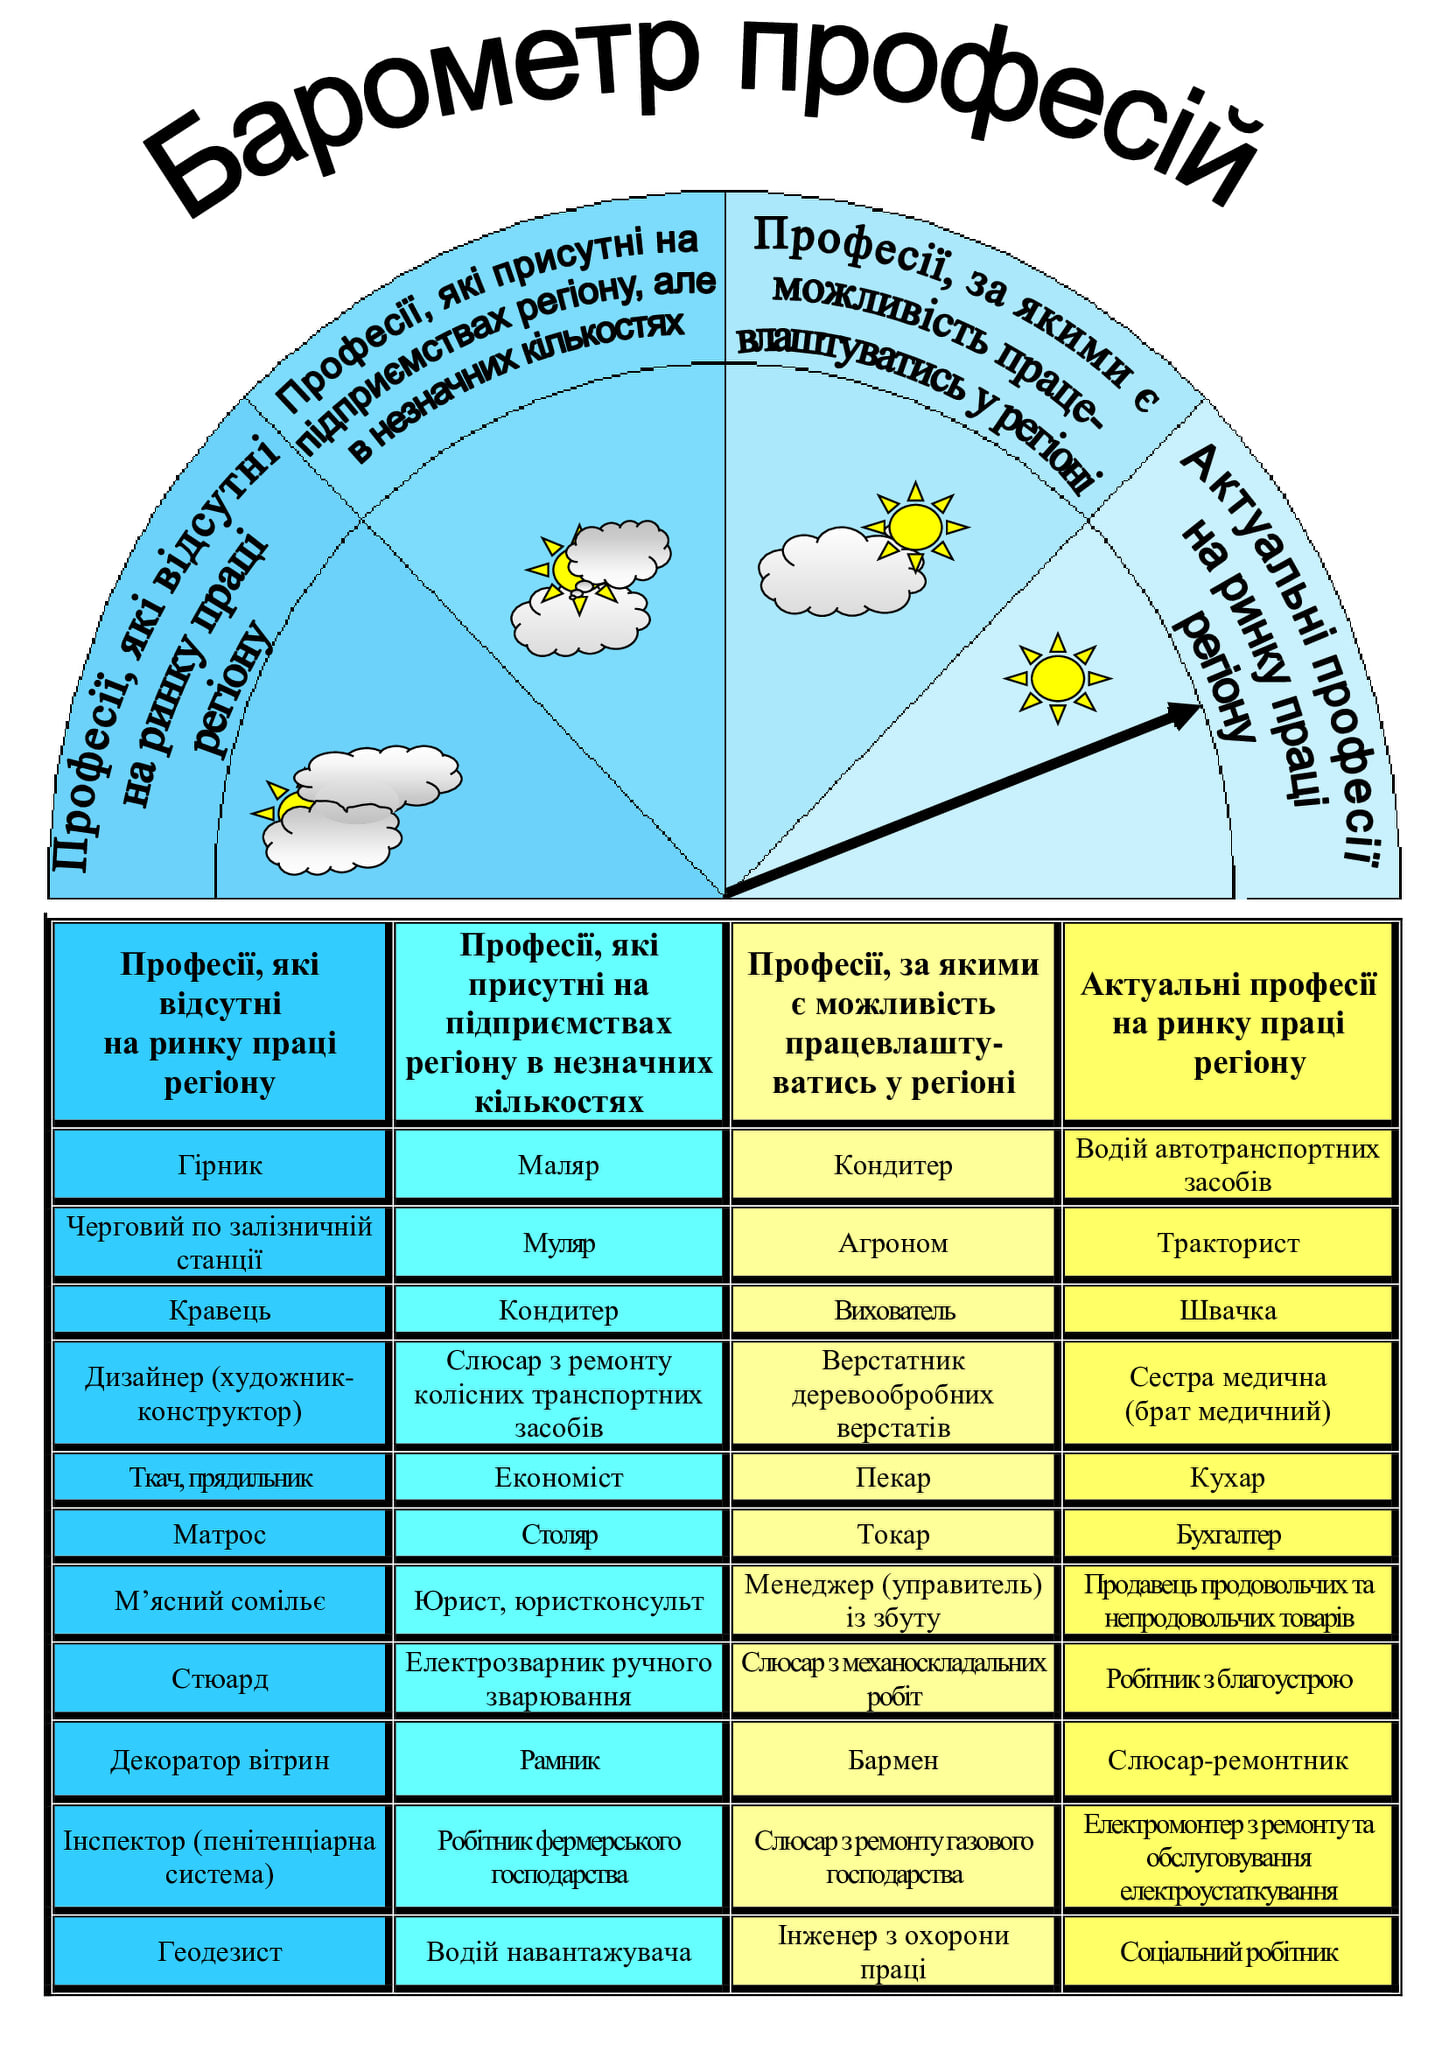 Барометр професій
Професії, які відсутні
на ринку праці
регіону
Професії, які присутні на
підприємствах регіону, але
в незначних кількостях
Професії, за якими є
можливість праце-
влаштуватись у регіоні
Актуальні професії
на ринку праці
регіону
Професії, які
відсутні
на ринку праці
регіону
Професії, які
присутні на
підприємствах
регіону в незначних
кількостях
Професії, за якими
є можливість
працевлашту-
ватись у регіоні
Актуальні професії
на ринку праці
регіону
Гірник
Маляр
Кондитер
Водій автотранспортних
засобів
Черговий по залізничній
станції
Муляр
Агроном
Тракторист
Кравець
Кондитер
Вихователь
Швачка
Дизайнер (художник-
конструктор)
Слюсар з ремонту
колісних транспортних
засобів
Верстатник
деревообробних
верстатів
Сестра медична
(брат медичний)
Ткач, прядильник
Економіст
Пекар
Кухар
Матрос
Столяр
Токар
Бухгалтер
М’ясний сомільє
Юрист, юристконсульт
Менеджер (управитель)
із збуту
Продавець продовольчих та
непродовольчих товарів
Стюард
Електрозварник ручного
зварювання
Слюсар з механоскладальних
робіт
Робітник з благоустрою
Декоратор вітрин
Рамник
Бармен
Слюсар-ремонтник
Інспектор (пенітенціарна
система)
Робітник фермерського
господарства
Слюсар з ремонту газового
господарства
Електромонтер з ремонту та
обслуговування
електроустаткування
Геодезист
Водій навантажувача
Інженер з охорони
праці
Соціальний робітник